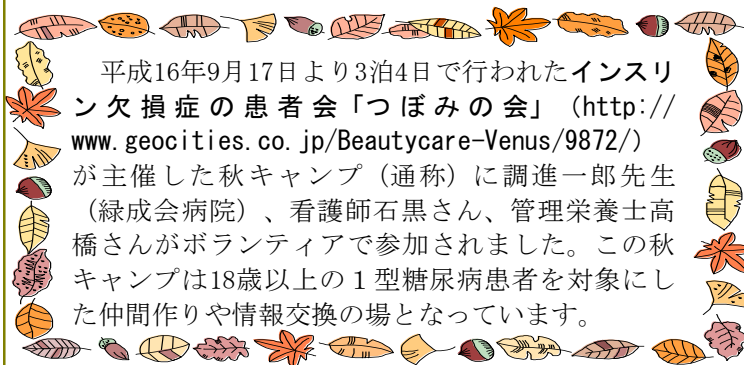 平成16年9月17日より3泊4日で行われたインスリ
ン欠損症の患者会「つぼみの会」（http://
www.geocities.co.jp/Beautycare-Venus/9872/）
が主催した秋キャンプ（通称）に調進一郎先生
（緑成会病院）、看護師石黒さん、管理栄養士高
橋さんがボランティアで参加されました。この秋
キャンプは18歳以上の１型糖尿病患者を対象にし
た仲間作りや情報交換の場となっています。